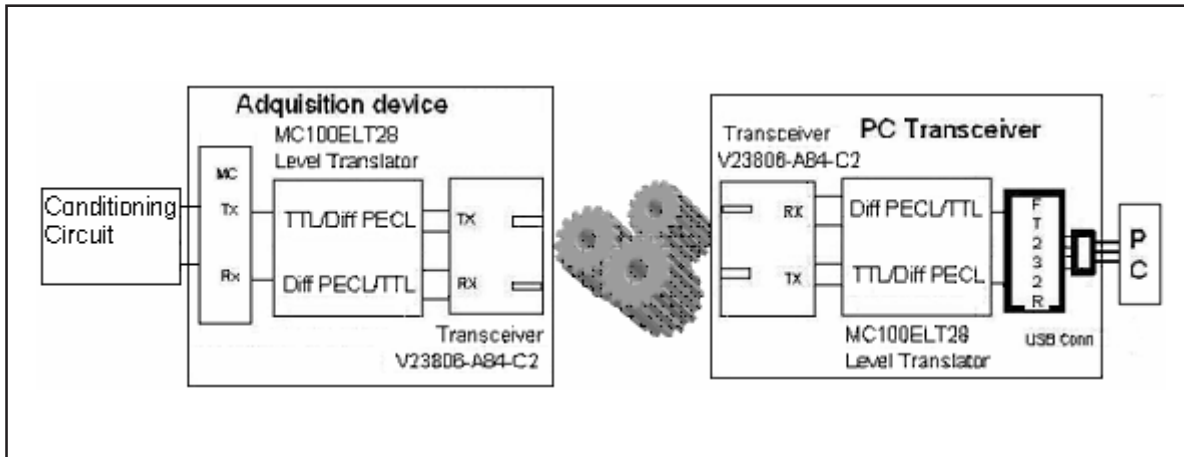 Adquisition device
MC100ELT28
Level Translator
MC
Tx
Rx
Conditioning
Circuit
TTL/Diff PECL
Diff PECL/TTL
TX
RX
Transceiver
V23806-A84-C2
Transceiver
V23806-A84-C2
PC Transceiver
RX
TX
Diff PECL/TTL
TTL/Diff PECL
MC100ELT28
Level Translator
F
T
2
3
2
R
USB Conn
P
C